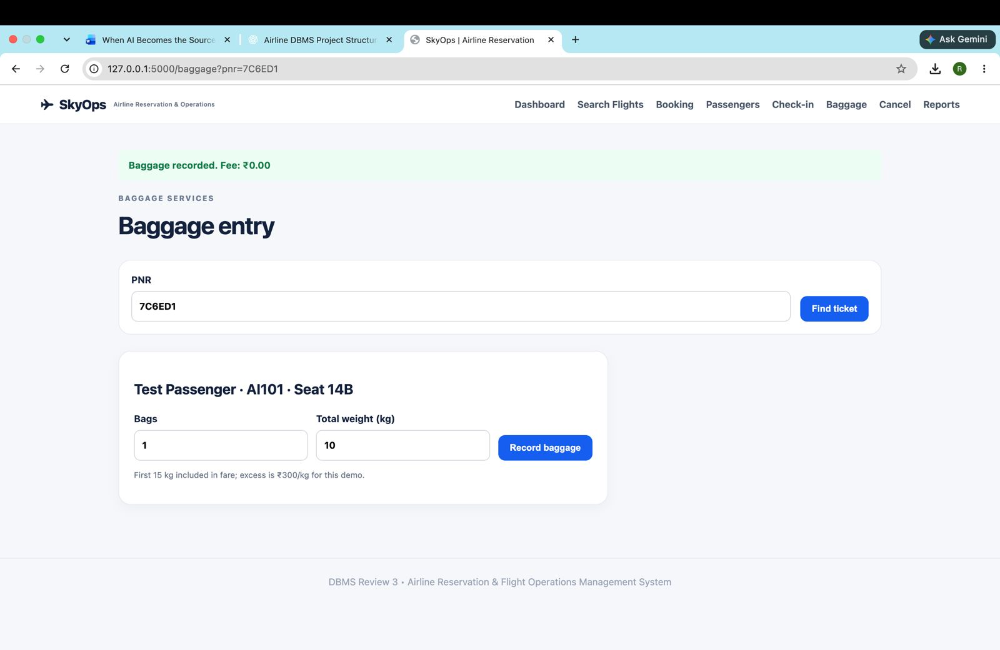 When AI Becomes the Source
Airline DBMS Project Structur
SkyOps | Airline Reservation
Ask Gemini
127.0.0.1:5000/baggage?pnr=7C6ED1
R
SkyOps Airline Reservation & Operations
Dashboard Search Flights Booking Passengers Check-in Baggage Cancel Reports
Baggage recorded. Fee: ₹0.00
BAGGAGE SERVICES
Baggage entry
PNR
7C6ED1
Find ticket
Test Passenger · AI101 · Seat 14B
Bags Total weight (kg)
1 10 Record baggage
First 15 kg included in fare; excess is ₹300/kg for this demo.
DBMS Review 3 • Airline Reservation & Flight Operations Management System